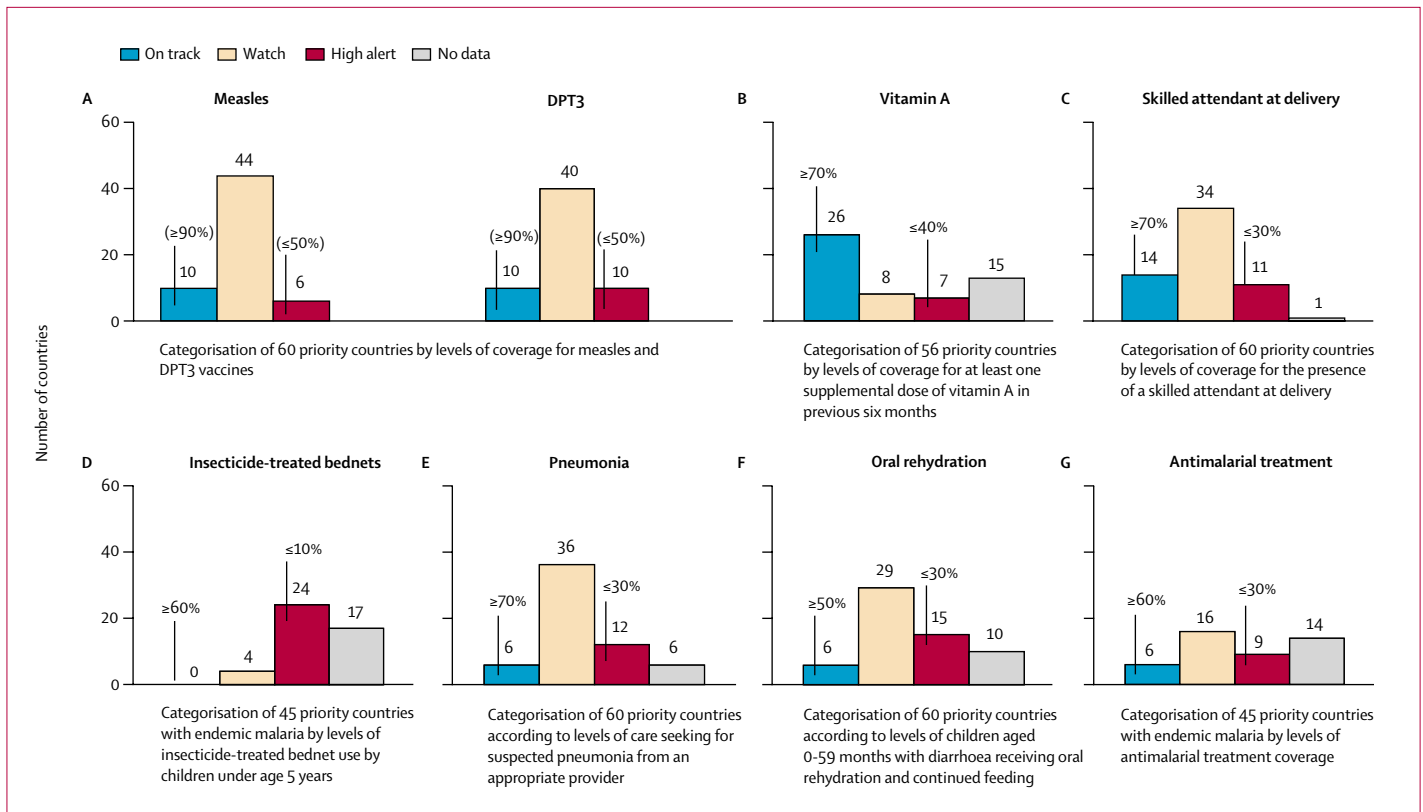 On track Watch High alert No data
A Measles DPT3
B Vitamin A
C Skilled attendant at delivery
Number of countries
60
40
20
0
(≥90%)
10
44
(≤50%)
6
(≥90%)
10
40
(≤50%)
10
Categorisation of 60 priority countries by levels of coverage for measles and
DPT3 vaccines
≥70%
26
8
≤40%
7
15
Categorisation of 56 priority countries
by levels of coverage for at least one
supplemental dose of vitamin A in
previous six months
≥70%
14
34
≤30%
11
1
Categorisation of 60 priority countries
by levels of coverage for the presence
of a skilled attendant at delivery
D Insecticide-treated bednets
60
40
20
0
≥60%
0
4
≤10%
24
17
Categorisation of 45 priority countries
with endemic malaria by levels of
insecticide-treated bednet use by
children under age 5 years
E Pneumonia
≥70%
6
36
≤30%
12
6
Categorisation of 60 priority countries
according to levels of care seeking for
suspected pneumonia from an
appropriate provider
F Oral rehydration
≥50%
6
29
≤30%
15
10
Categorisation of 60 priority countries
according to levels of children aged
0-59 months with diarrhoea receiving oral
rehydration and continued feeding
G Antimalarial treatment
≥60%
6
16
≤30%
9
14
Categorisation of 45 priority countries
with endemic malaria by levels of
antimalarial treatment coverage